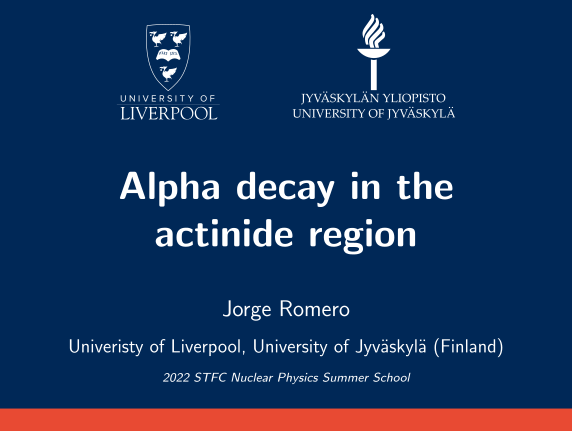 UNIVERSITY OF
LIVERPOOL
JYVÄSKYLÄN YLIOPISTO
UNIVERSITY OF JYVÄSKYLÄ
Alpha decay in the
actinide region
Jorge Romero
Univeristy of Liverpool, University of Jyväskylä (Finland)
2022 STFC Nuclear Physics Summer School